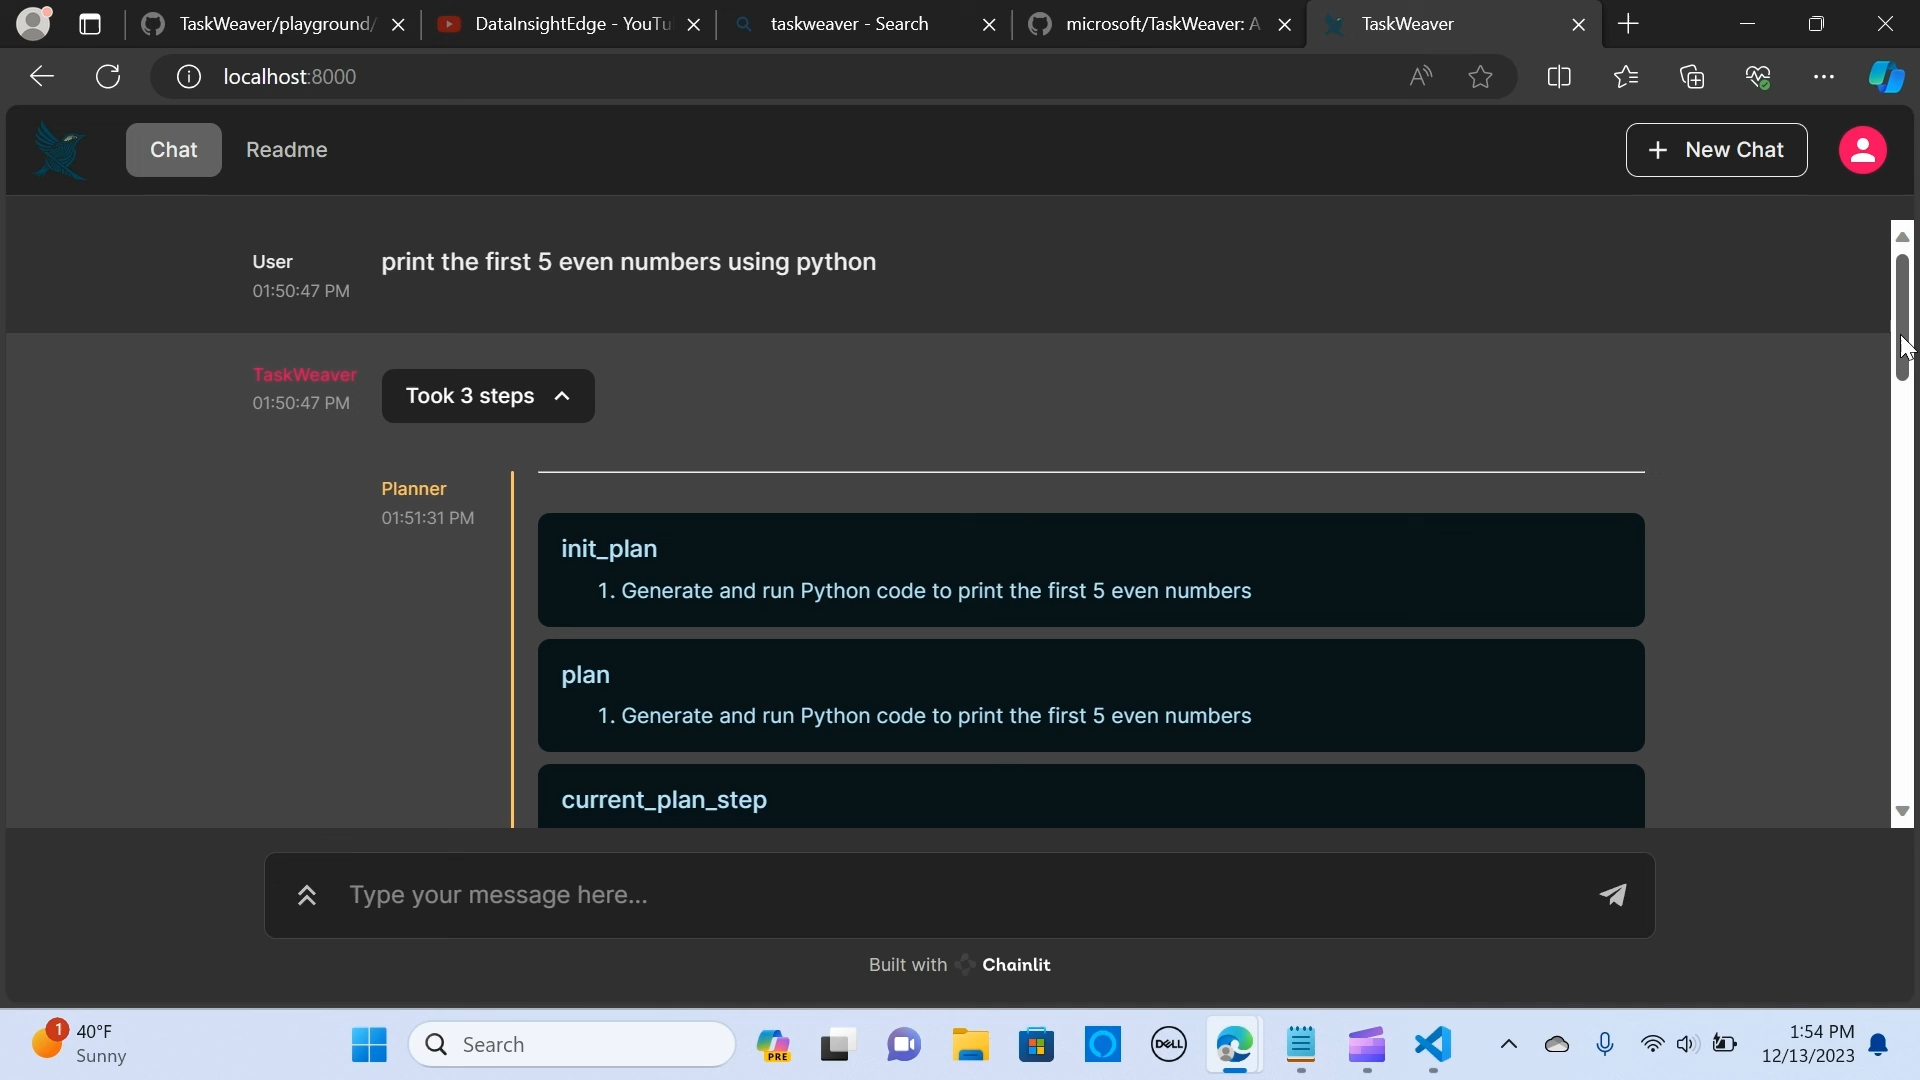 TaskWeaver/playground/
DataInsightEdge - YouTu
taskweaver - Search
microsoft/TaskWeaver: A
TaskWeaver
localhost:8000
Chat
Readme
+ New Chat
User
01:50:47 PM
print the first 5 even numbers using python
TaskWeaver
01:50:47 PM
Took 3 steps
Planner
01:51:31 PM
init_plan
1. Generate and run Python code to print the first 5 even numbers
plan
1. Generate and run Python code to print the first 5 even numbers
current_plan_step
Type your message here...
Built with Chainlit
1
40°F
Sunny
Search
PRE
DELL
1:54 PM
12/13/2023